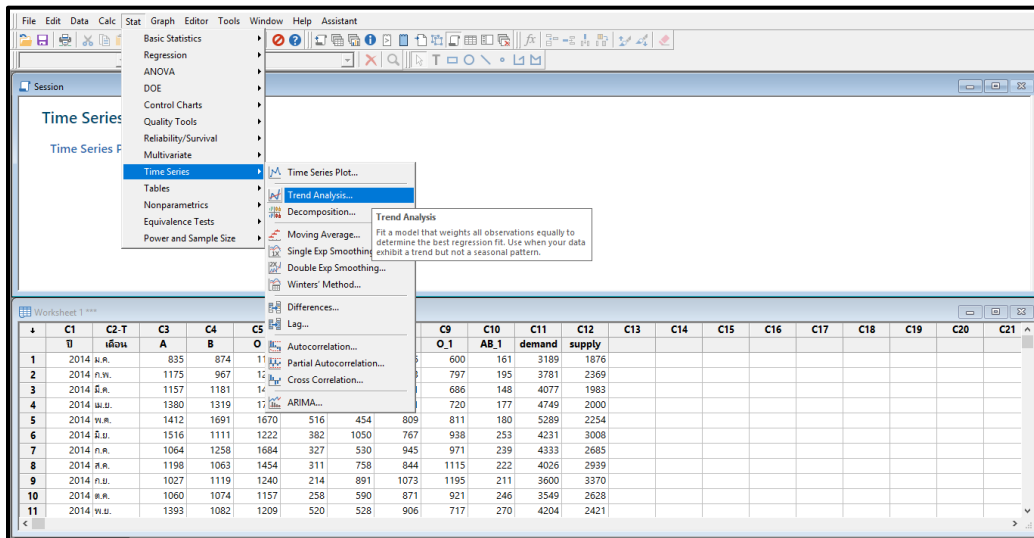 File Edit Data Calc Stat Graph Editor Tools Window Help Assistant
Basic Statistics
Regression
ANOVA
DOE
Control Charts
Quality Tools
Reliability/Survival
Multivariate
Time Series
Tables
Nonparametrics
Equivalence Tests
Power and Sample Size
Session
Time Series
Time Series P
Time Series Plot...
Trend Analysis...
Decomposition...
Moving Average...
Single Exp Smoothing
Double Exp Smoothing...
Winters' Method...
Differences...
Lag...
Autocorrelation...
Partial Autocorrelation...
Cross Correlation...
ARIMA...
Trend Analysis
Fit a model that weights all observations equally to
determine the best regression fit. Use when your data
exhibit a trend but not a seasonal pattern.
Worksheet 1 ***
C1 C2-T C3 C4 C5 C9 C10 C11 C12 C13 C14 C15 C16 C17 C18 C19 C20 C21
ปี เดือน A B O O_1 AB_1 demand supply
1 2014 ม.ค. 835 874 11 600 161 3189 1876
2 2014 ก.พ. 1175 967 12 797 195 3781 2369
3 2014 มี.ค. 1157 1181 14 686 148 4077 1983
4 2014 เม.ย. 1380 1319 17 720 177 4749 2000
5 2014 พ.ค. 1412 1691 1670 516 454 809 811 180 5289 2254
6 2014 มิ.ย. 1516 1111 1222 382 1050 767 938 253 4231 3008
7 2014 ก.ค. 1064 1258 1684 327 530 945 971 239 4333 2685
8 2014 ส.ค. 1198 1063 1454 311 758 844 1115 222 4026 2939
9 2014 ก.ย. 1027 1119 1240 214 891 1073 1195 211 3600 3370
10 2014 ต.ค. 1060 1074 1157 258 590 871 921 246 3549 2628
11 2014 พ.ย. 1393 1082 1209 520 528 906 717 270 4204 2421